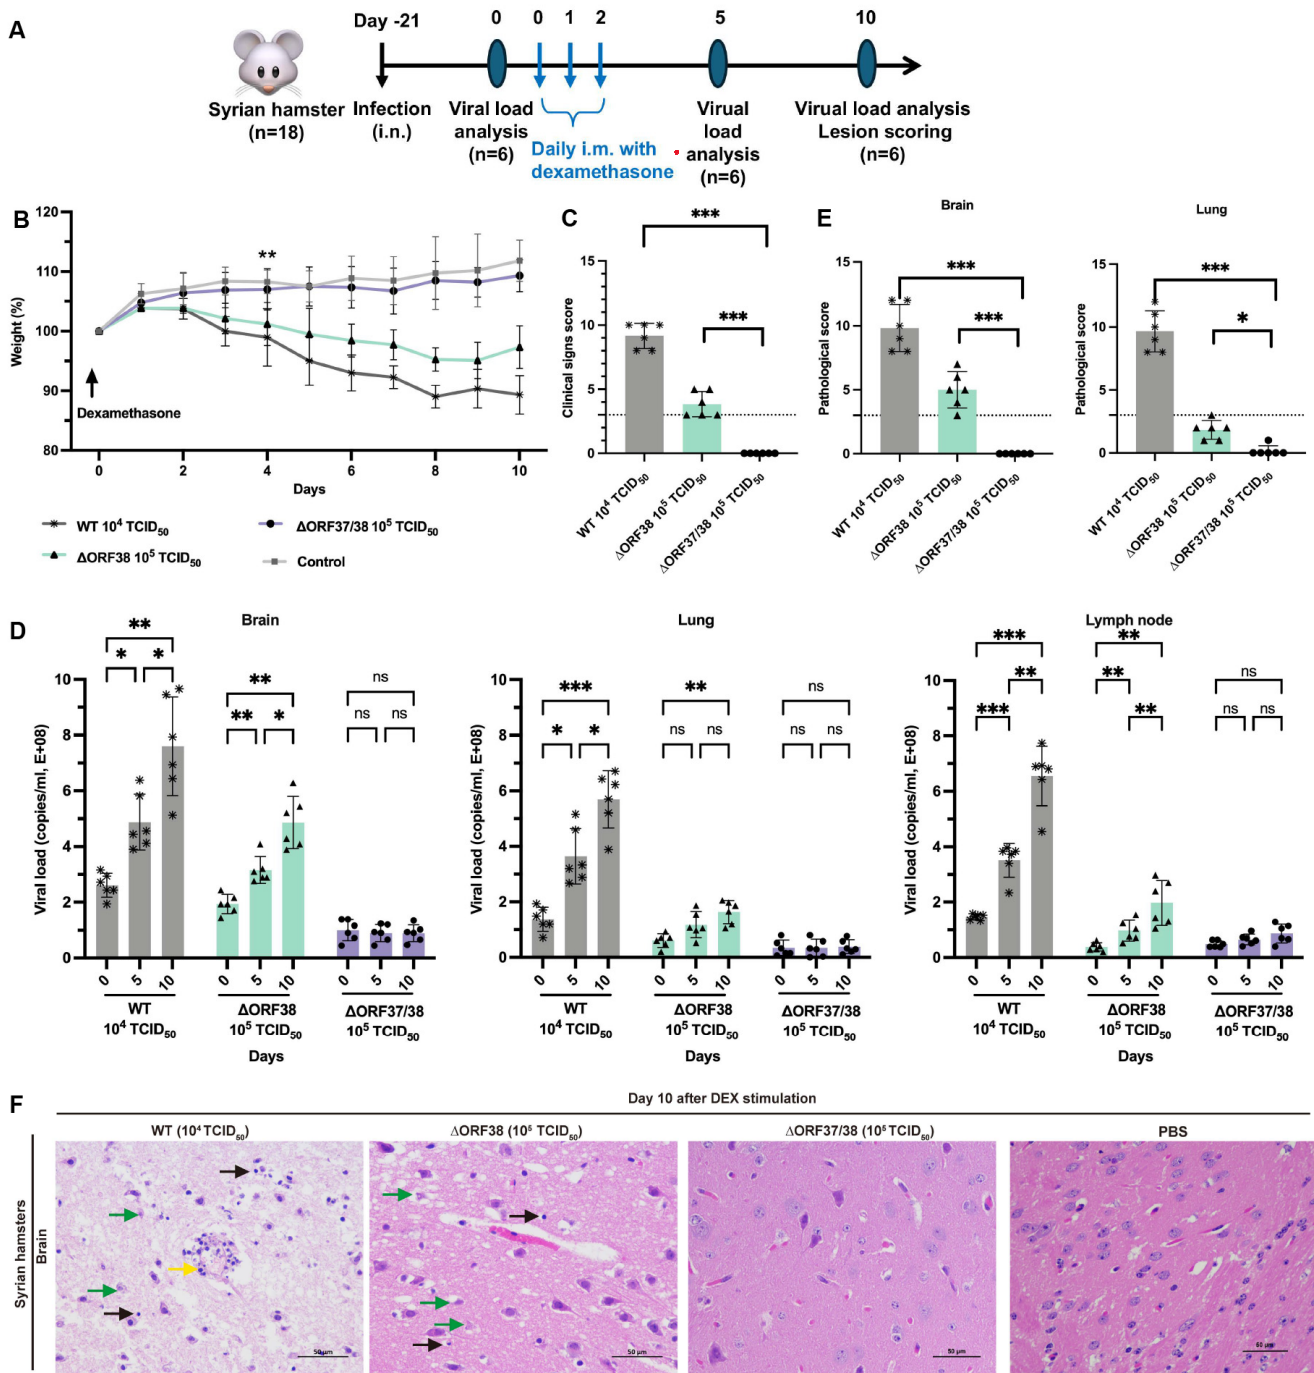 A
Day -21
0
0
1
2
5
10
Syrian hamster
(n=18)
Infection
(i.n.)
Viral load
analysis
(n=6)
Daily i.m. with
dexamethasone
Virual
load
analysis
(n=6)
Virual load analysis
Lesion scoring
(n=6)
B
120
110
100
90
80
Weight (%)
**
Dexamethasone
0
2
4
6
8
10
Days
WT 10⁴ TCID₅₀
ΔORF37/38 10⁵ TCID₅₀
ΔORF38 10⁵ TCID₅₀
Control
C
***
***
15
10
5
0
Clinical signs score
WT 10⁴ TCID₅₀
ΔORF38 10⁵ TCID₅₀
ΔORF37/38 10⁵ TCID₅₀
E
Brain
***
***
15
10
5
0
Pathological score
WT 10⁴ TCID₅₀
ΔORF38 10⁵ TCID₅₀
ΔORF37/38 10⁵ TCID₅₀
Lung
***
*
15
10
5
0
Pathological score
WT 10⁴ TCID₅₀
ΔORF38 10⁵ TCID₅₀
ΔORF37/38 10⁵ TCID₅₀
D
Brain
**
* *
**
** *
ns
ns ns
10
8
6
4
2
0
Viral load (copies/ml, E+08)
0 5 10 0 5 10 0 5 10
WT
10⁴ TCID₅₀
ΔORF38
10⁵ TCID₅₀
ΔORF37/38
10⁵ TCID₅₀
Days
Lung
***
* *
**
ns ns
ns
ns ns
10
8
6
4
2
0
Viral load (copies/ml, E+08)
0 5 10 0 5 10 0 5 10
WT
10⁴ TCID₅₀
ΔORF38
10⁵ TCID₅₀
ΔORF37/38
10⁵ TCID₅₀
Days
Lymph node
***
**
***
**
**
**
ns
ns ns
10
8
6
4
2
0
Viral load (copies/ml, E+08)
0 5 10 0 5 10 0 5 10
WT
10⁴ TCID₅₀
ΔORF38
10⁵ TCID₅₀
ΔORF37/38
10⁵ TCID₅₀
Days
F
Day 10 after DEX stimulation
WT (10⁴ TCID₅₀)
ΔORF38 (10⁵ TCID₅₀)
ΔORF37/38 (10⁵ TCID₅₀)
PBS
Syrian hamsters
Brain
50 μm
50 μm
50 μm
60 μm